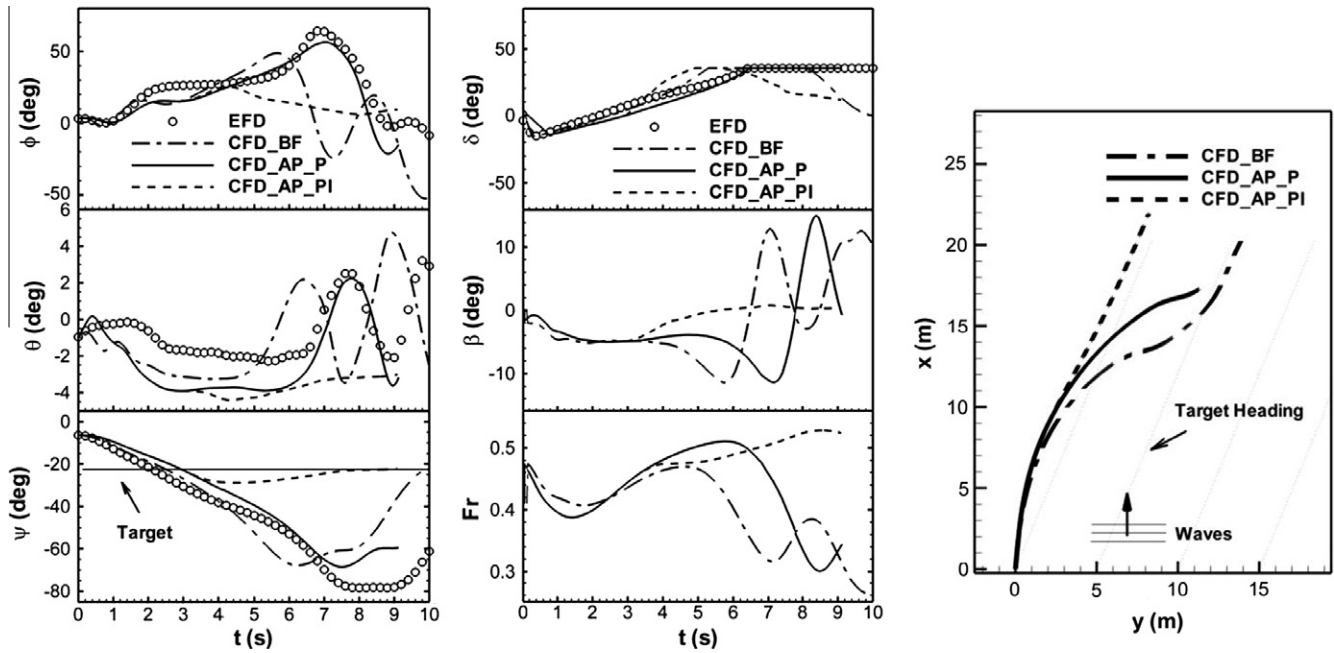 ϕ (deg)
50
0
-50
EFD
CFD_BF
CFD_AP_P
CFD_AP_PI
θ (deg)
6
4
2
0
-2
-4
ψ (deg)
0
-20
-40
-60
-80
Target
0 1 2 3 4 5 6 7 8 9 10
t (s)
δ (deg)
50
0
-50
EFD
CFD_BF
CFD_AP_P
CFD_AP_PI
β (deg)
10
0
-10
Fr
0.5
0.4
0.3
0 1 2 3 4 5 6 7 8 9 10
t (s)
x (m)
25
20
15
10
5
0
CFD_BF
CFD_AP_P
CFD_AP_PI
Target Heading
Waves
0 5 10 15
y (m)